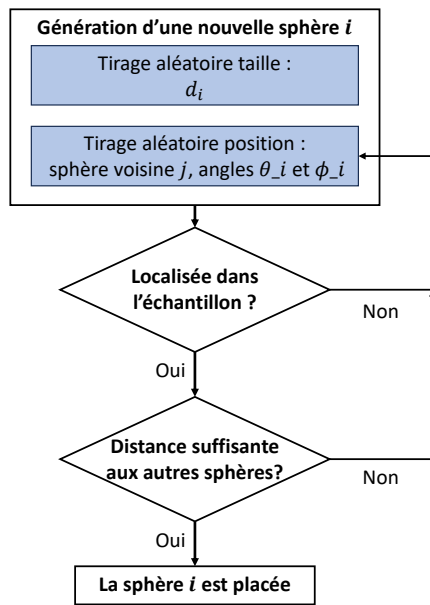 Génération d'une nouvelle sphère i
Tirage aléatoire taille :
d_i
Tirage aléatoire position :
sphère voisine j, angles θ_i et ϕ_i
Localisée dans
l'échantillon ?
Non
Oui
Distance suffisante
aux autres sphères?
Non
Oui
La sphère i est placée